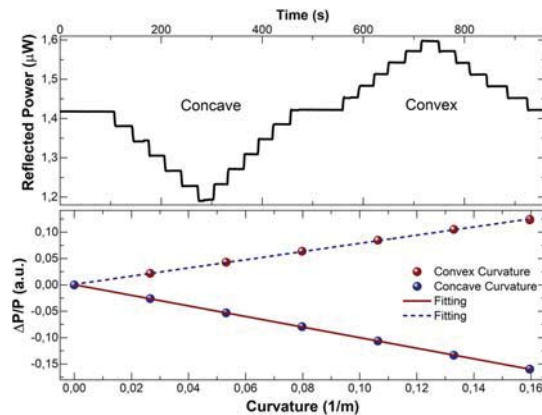 Time (s)
0 200 400 600 800
Reflected Power (μW)
1,6
1,5
1,4
1,3
1,2
Concave
Convex
ΔP/P (a.u.)
0,10
0,05
0,00
-0,05
-0,10
-0,15
Convex Curvature
Concave Curvature
Fitting
Fitting
0,00 0,02 0,04 0,06 0,08 0,10 0,12 0,14 0,16
Curvature (1/m)